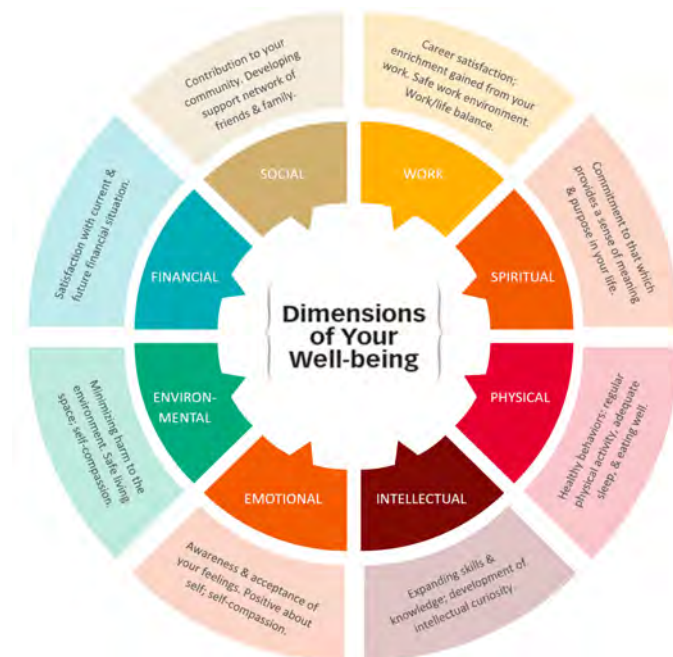 Dimensions
of Your
Well-being
WORK
Career satisfaction;
enrichment gained from your
work. Safe work environment.
Work/life balance.
SPIRITUAL
Commitment to that which
provides a sense of meaning
& purpose in your life.
PHYSICAL
Healthy behaviors: regular
physical activity, adequate
sleep, & eating well.
INTELLECTUAL
Expanding skills &
knowledge; development of
intellectual curiosity.
EMOTIONAL
Awareness & acceptance of
your feelings. Positive about
self; self-compassion.
ENVIRON-
MENTAL
Minimizing harm to the
environment. Safe living
space; self-compassion.
FINANCIAL
Satisfaction with current &
future financial situation.
SOCIAL
Contribution to your
community. Developing
support network of
friends & family.